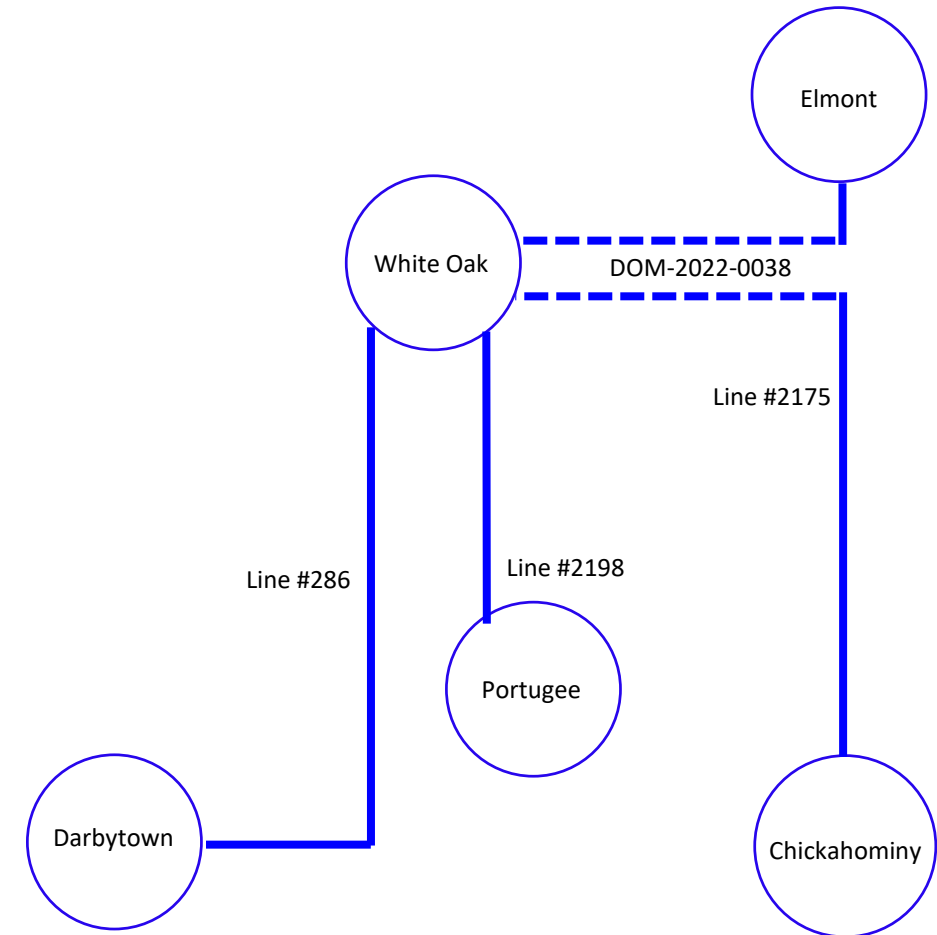 Elmont
White Oak
DOM-2022-0038
Line #2175
Line #286
Line #2198
Portugee
Darbytown
Chickahominy